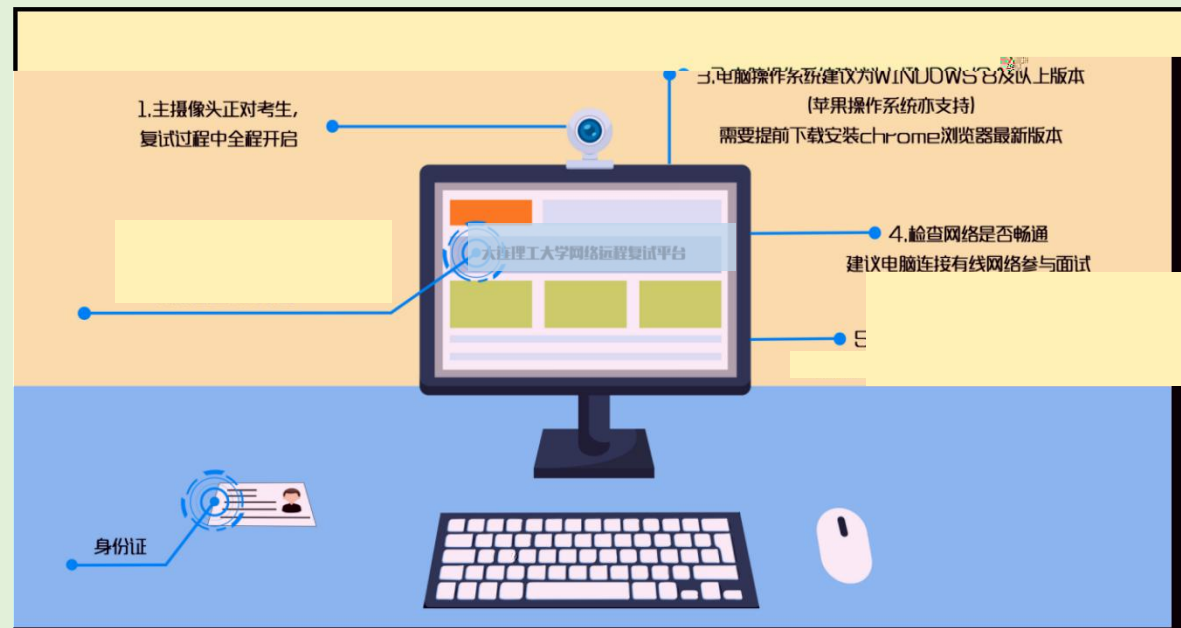 1.主摄像头正对考生,
复试过程中全程开启
3.电脑操作系统建议为WINDOWS 8及以上版本
(苹果操作系统亦支持)
需要提前下载安装chrome浏览器最新版本
大连理工大学网络远程复试平台
4.检查网络是否畅通
建议电脑连接有线网络参与面试
身份证